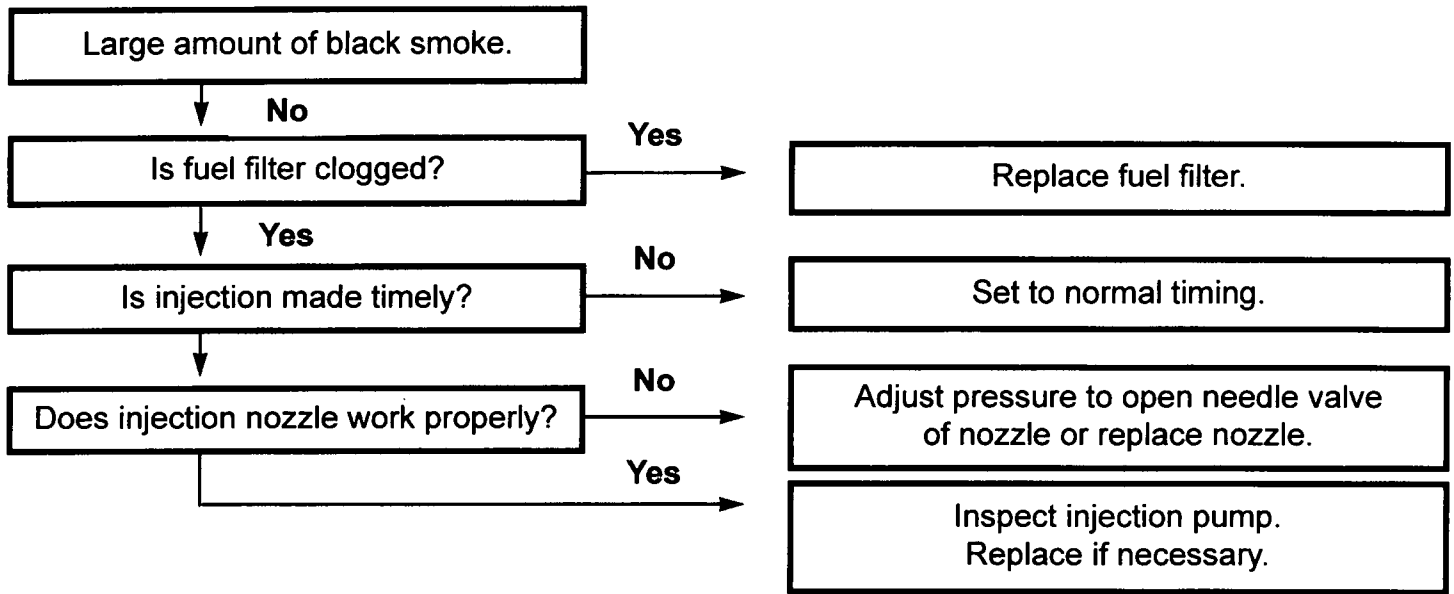 Large amount of black smoke.
No
Yes
Is fuel filter clogged?
Replace fuel filter.
Yes
No
Is injection made timely?
Set to normal timing.
No
Does injection nozzle work properly?
Adjust pressure to open needle valve
of nozzle or replace nozzle.
Yes
Inspect injection pump.
Replace if necessary.